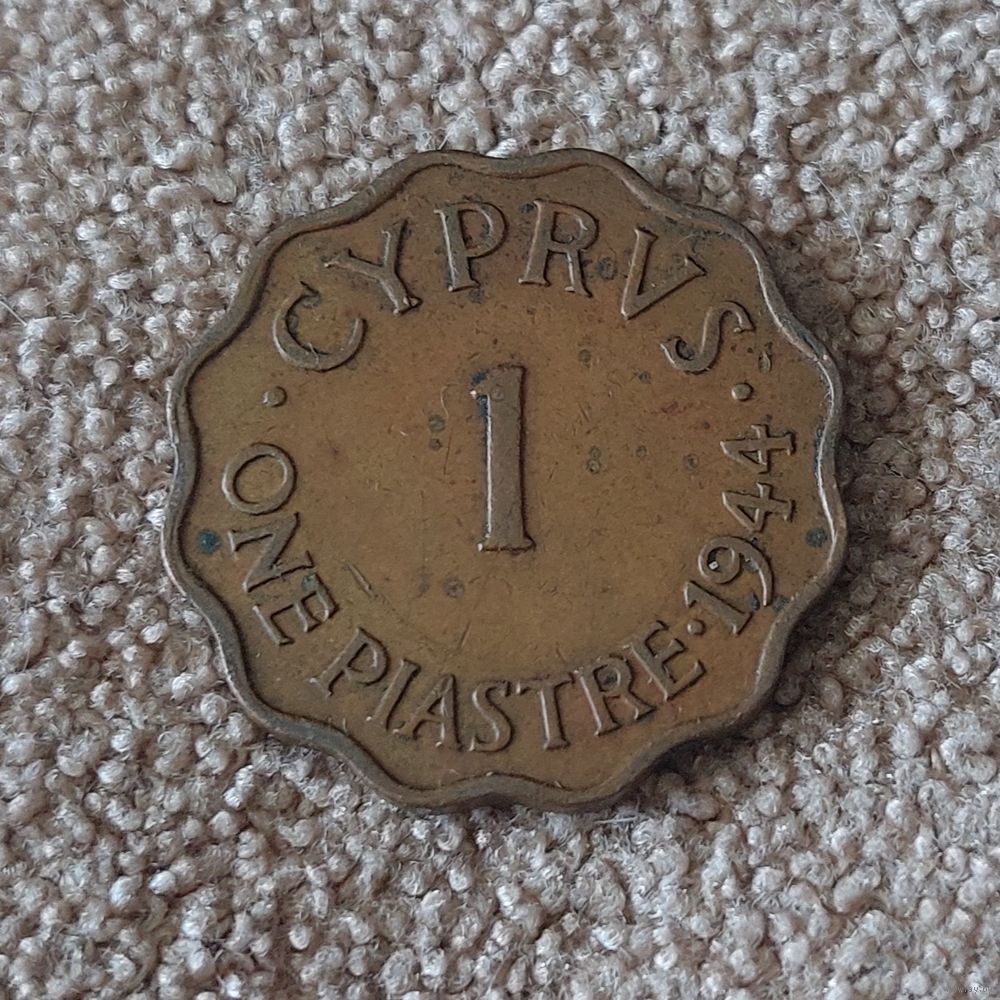 · CYPRVS ·
1
ONE PIASTRE · 1944